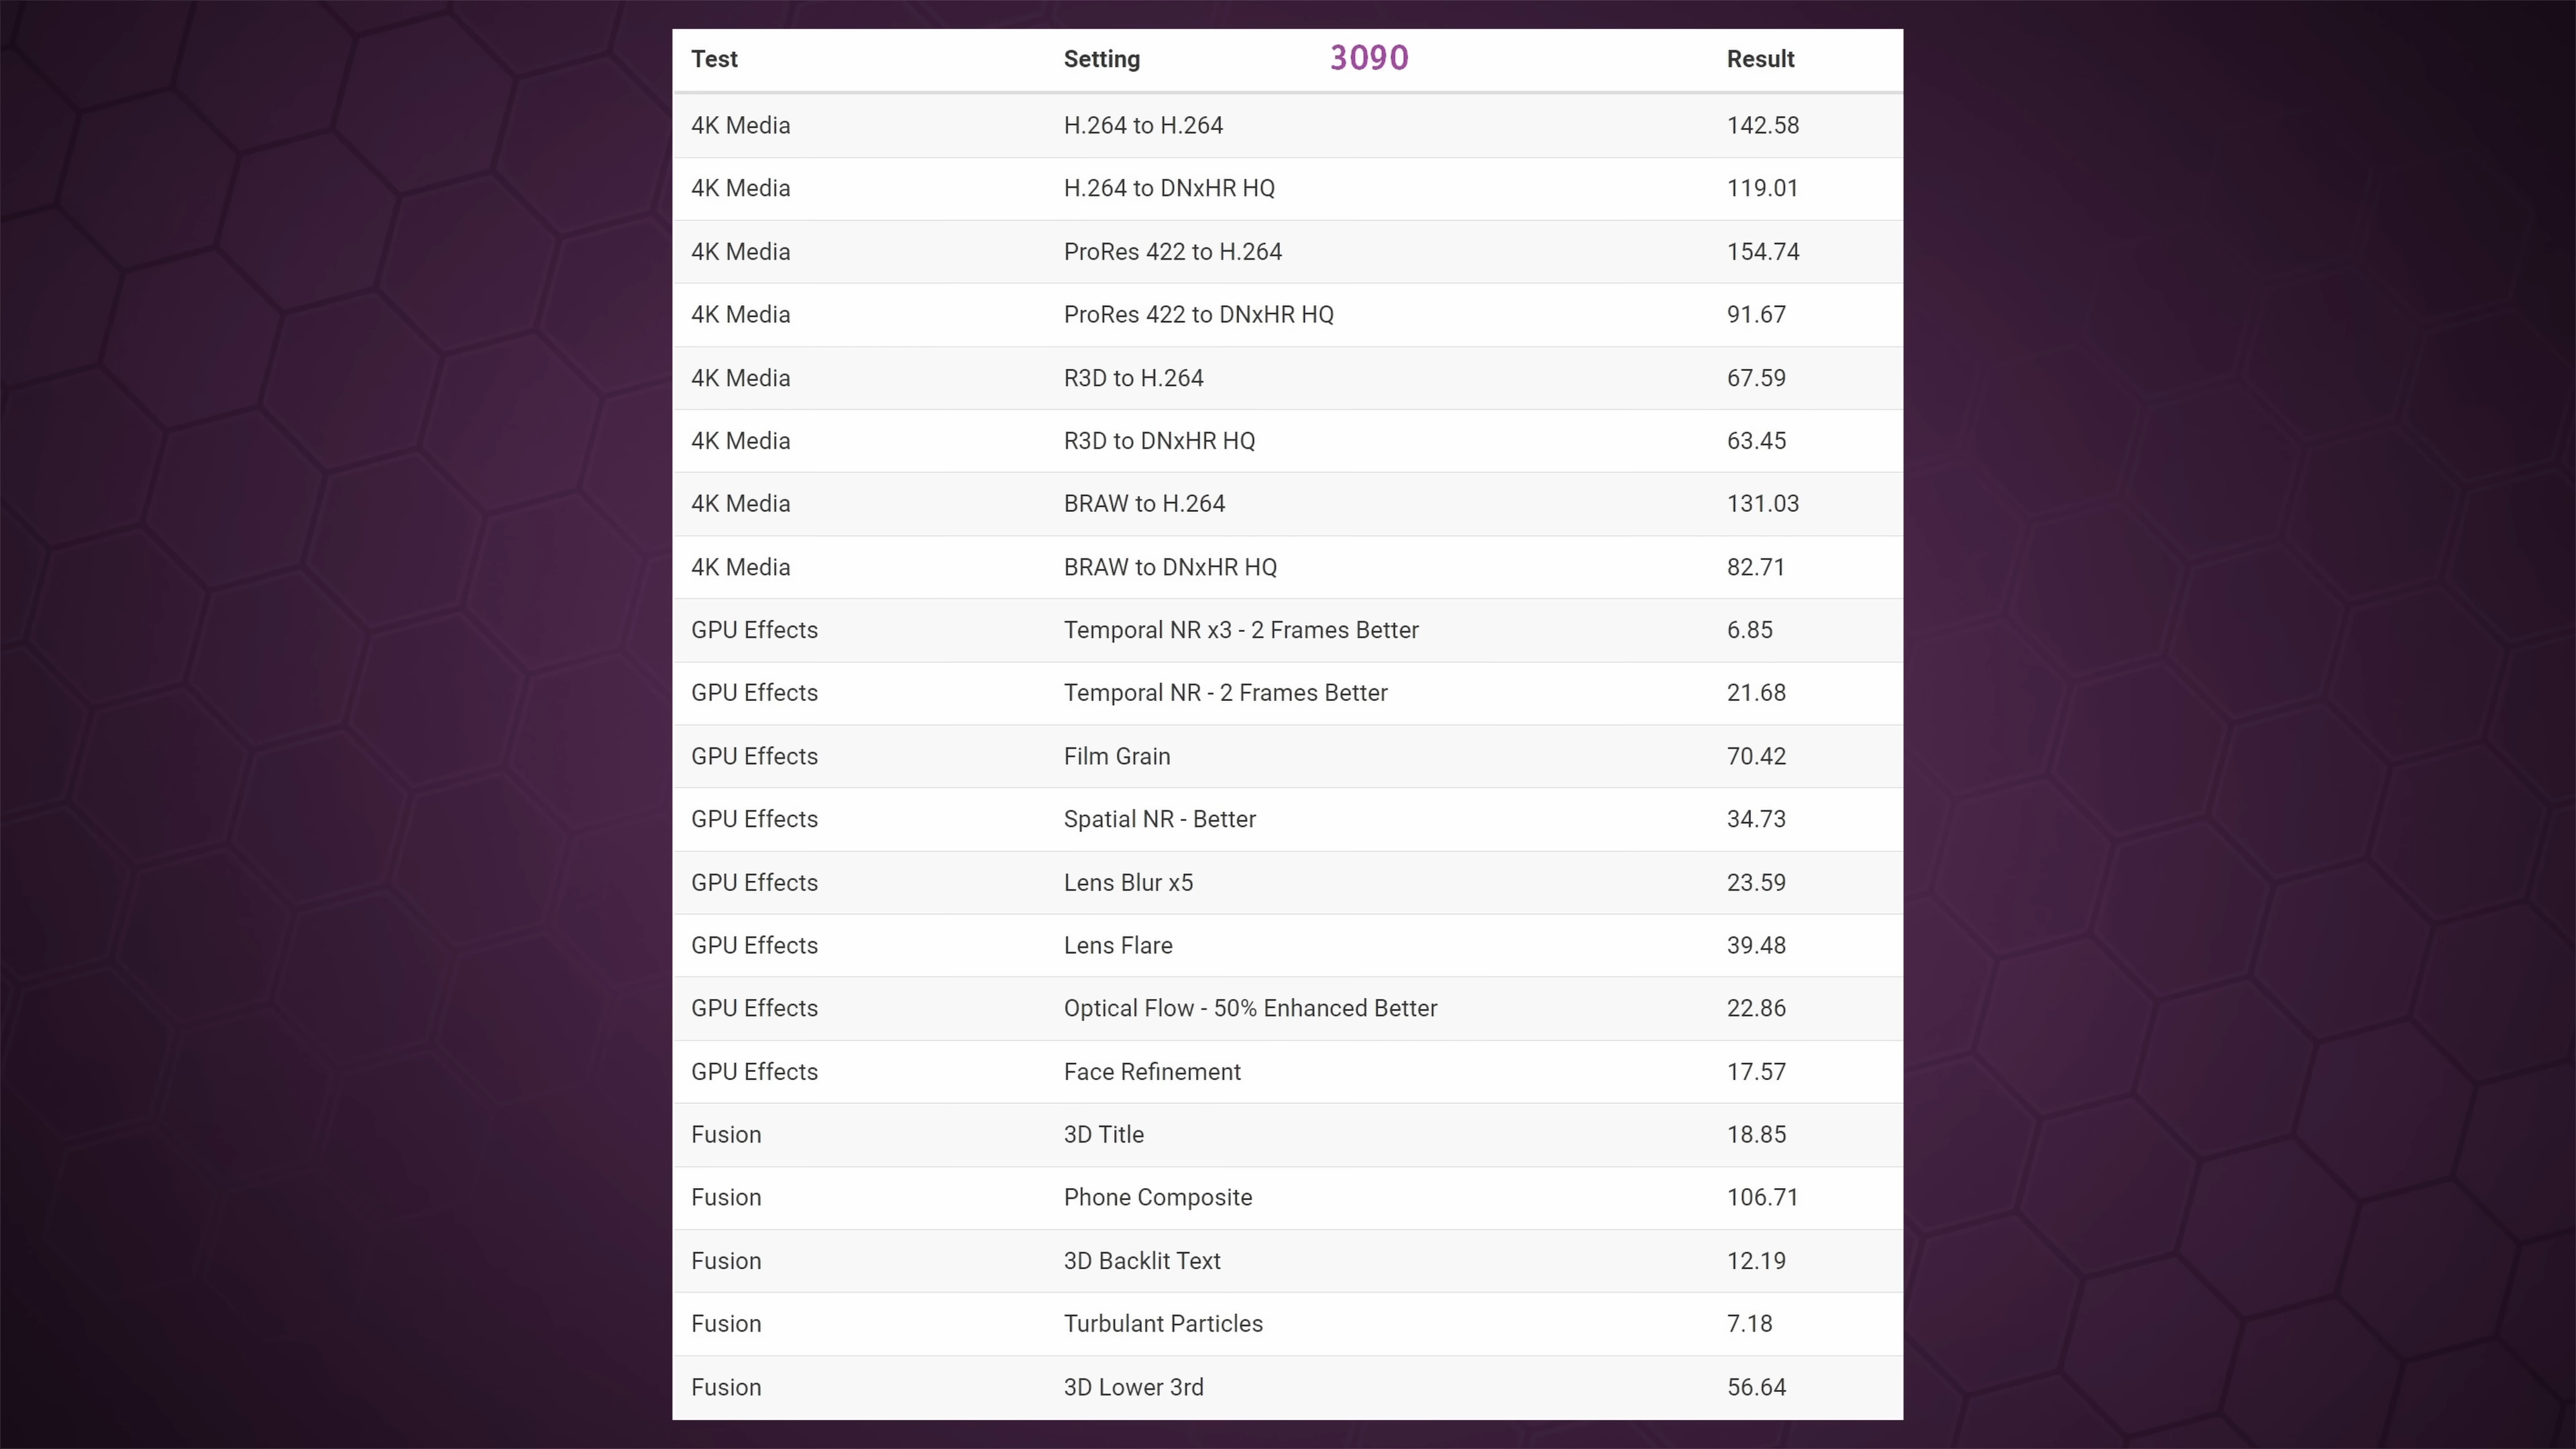 Test Setting 3090 Result
4K Media H.264 to H.264 142.58
4K Media H.264 to DNxHR HQ 119.01
4K Media ProRes 422 to H.264 154.74
4K Media ProRes 422 to DNxHR HQ 91.67
4K Media R3D to H.264 67.59
4K Media R3D to DNxHR HQ 63.45
4K Media BRAW to H.264 131.03
4K Media BRAW to DNxHR HQ 82.71
GPU Effects Temporal NR x3 - 2 Frames Better 6.85
GPU Effects Temporal NR - 2 Frames Better 21.68
GPU Effects Film Grain 70.42
GPU Effects Spatial NR - Better 34.73
GPU Effects Lens Blur x5 23.59
GPU Effects Lens Flare 39.48
GPU Effects Optical Flow - 50% Enhanced Better 22.86
GPU Effects Face Refinement 17.57
Fusion 3D Title 18.85
Fusion Phone Composite 106.71
Fusion 3D Backlit Text 12.19
Fusion Turbulant Particles 7.18
Fusion 3D Lower 3rd 56.64